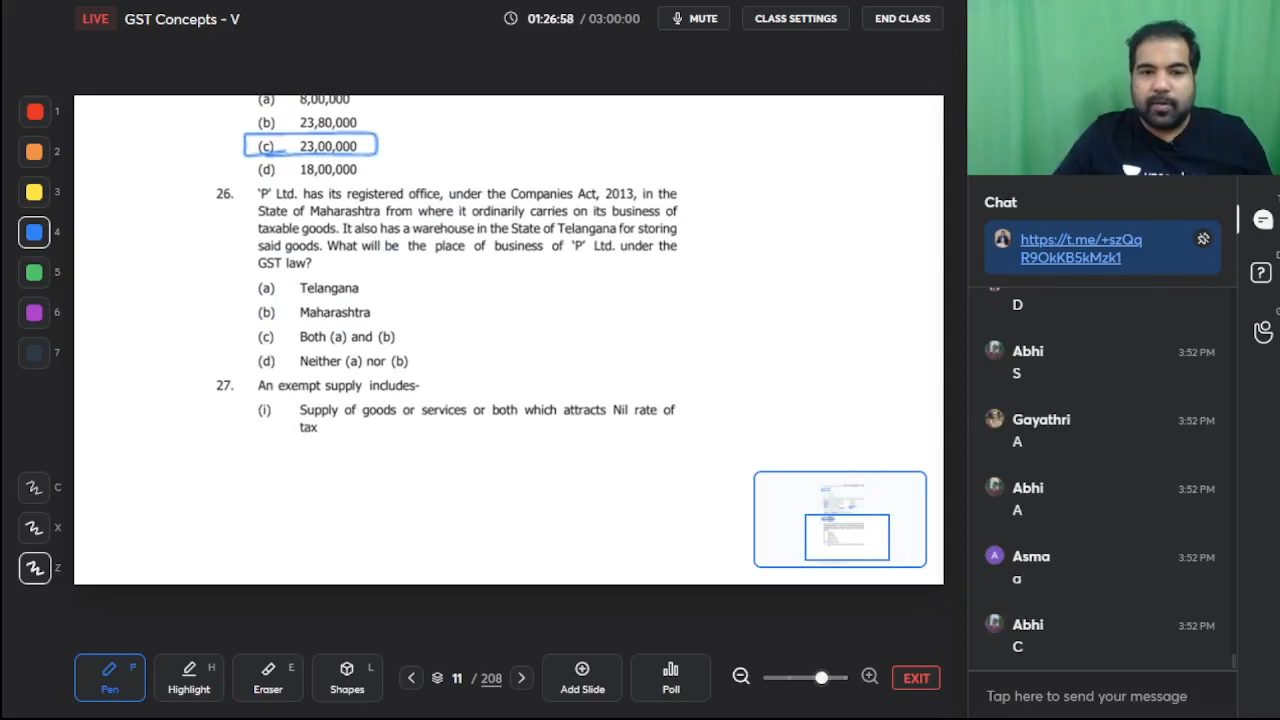 LIVE GST Concepts - V 01:26:58 / 03:00:00 MUTE CLASS SETTINGS END CLASS
1
2
3
4
5
6
7
C
X
Z
(a) 8,00,000
(b) 23,80,000
(c) 23,00,000
(d) 18,00,000
26. 'P' Ltd. has its registered office, under the Companies Act, 2013, in the
State of Maharashtra from where it ordinarily carries on its business of
taxable goods. It also has a warehouse in the State of Telangana for storing
said goods. What will be the place of business of 'P' Ltd. under the
GST law?
(a) Telangana
(b) Maharashtra
(c) Both (a) and (b)
(d) Neither (a) nor (b)
27. An exempt supply includes-
(i) Supply of goods or services or both which attracts Nil rate of
tax
Chat
https://t.me/+szQq
R9OkKB5kMzk1
D
Abhi 3:52 PM
S
Gayathri 3:52 PM
A
Abhi 3:52 PM
A
A Asma 3:52 PM
a
Abhi 3:52 PM
C
Tap here to send your message
P H E L
Pen Highlight Eraser Shapes 11 / 208 Add Slide Poll EXIT